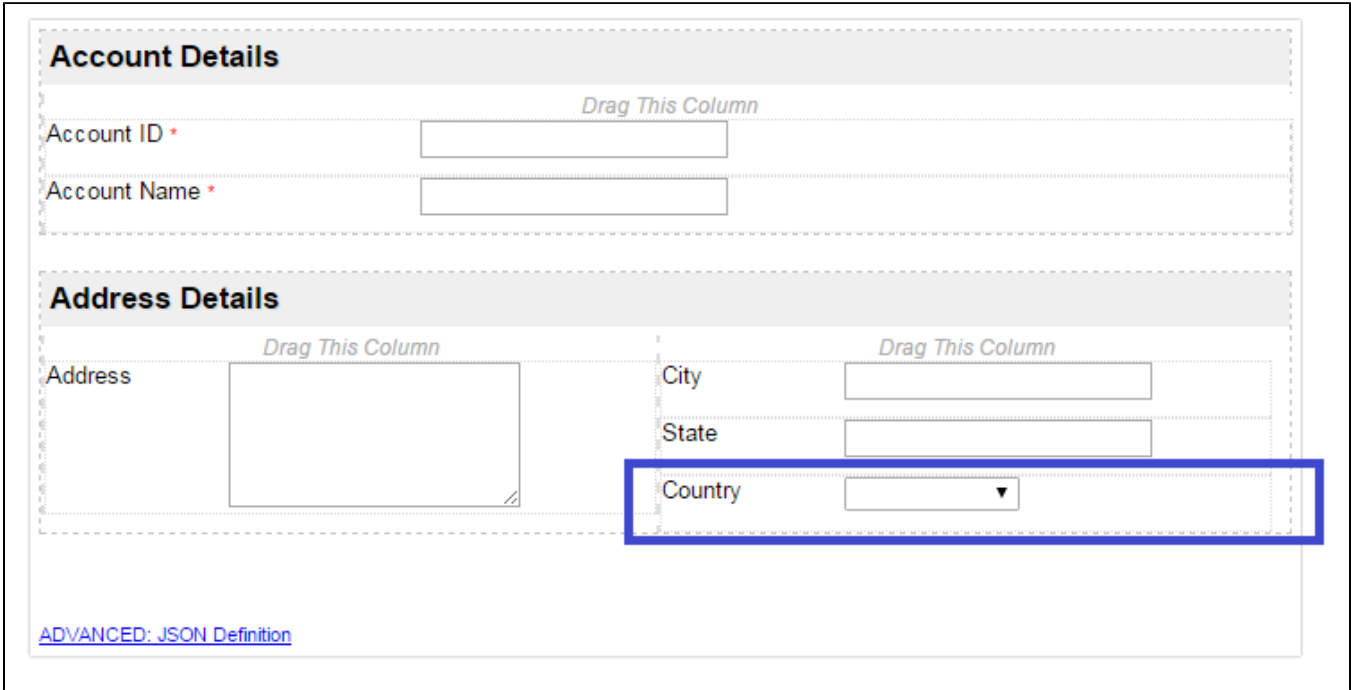 Account Details
Drag This Column
Account ID *
Account Name *
Address Details
Drag This Column
Address
Drag This Column
City
State
Country
ADVANCED: JSON Definition